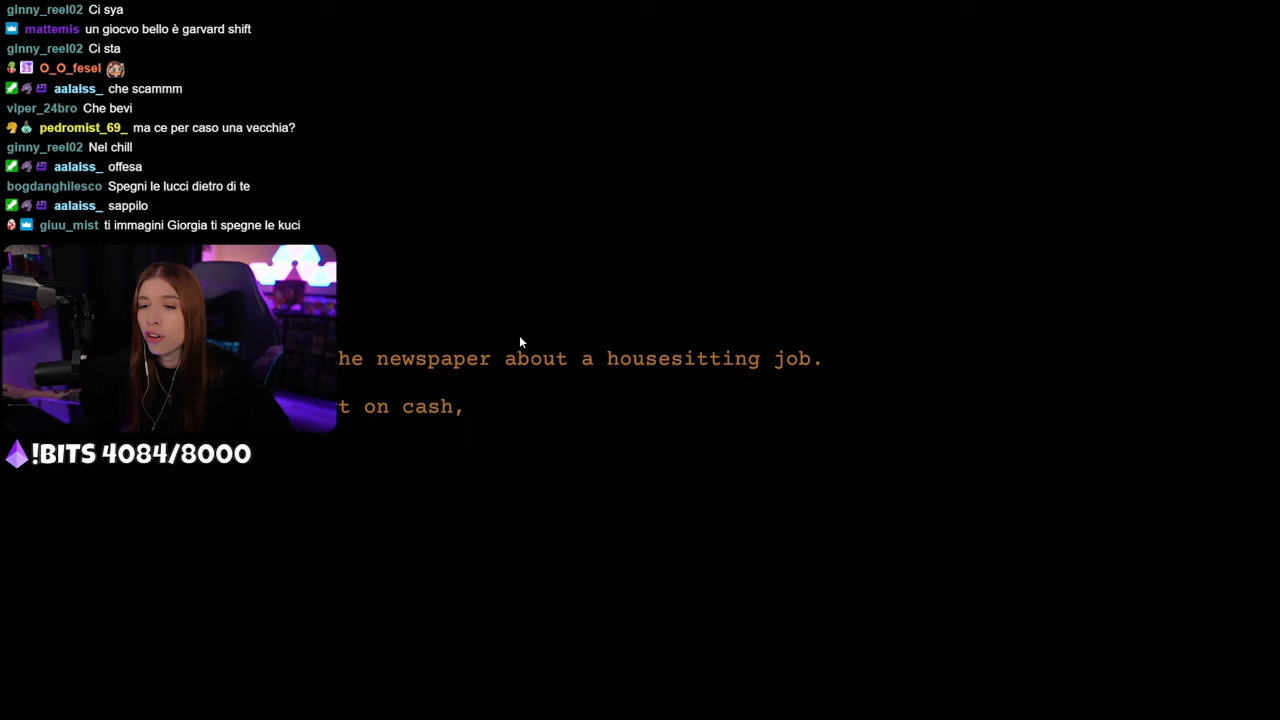 ginny_reel02 Ci sya
mattemis un giocvo bello è garvard shift
ginny_reel02 Ci sta
O_O_fesel
aalaiss_ che scammm
viper_24bro Che bevi
pedromist_69_ ma ce per caso una vecchia?
ginny_reel02 Nel chill
aalaiss_ offesa
bogdanghilesco Spegni le lucci dietro di te
aalaiss_ sappilo
giuu_mist ti immagini Giorgia ti spegne le kuci
he newspaper about a housesitting job.
t on cash,
!BITS 4084/8000